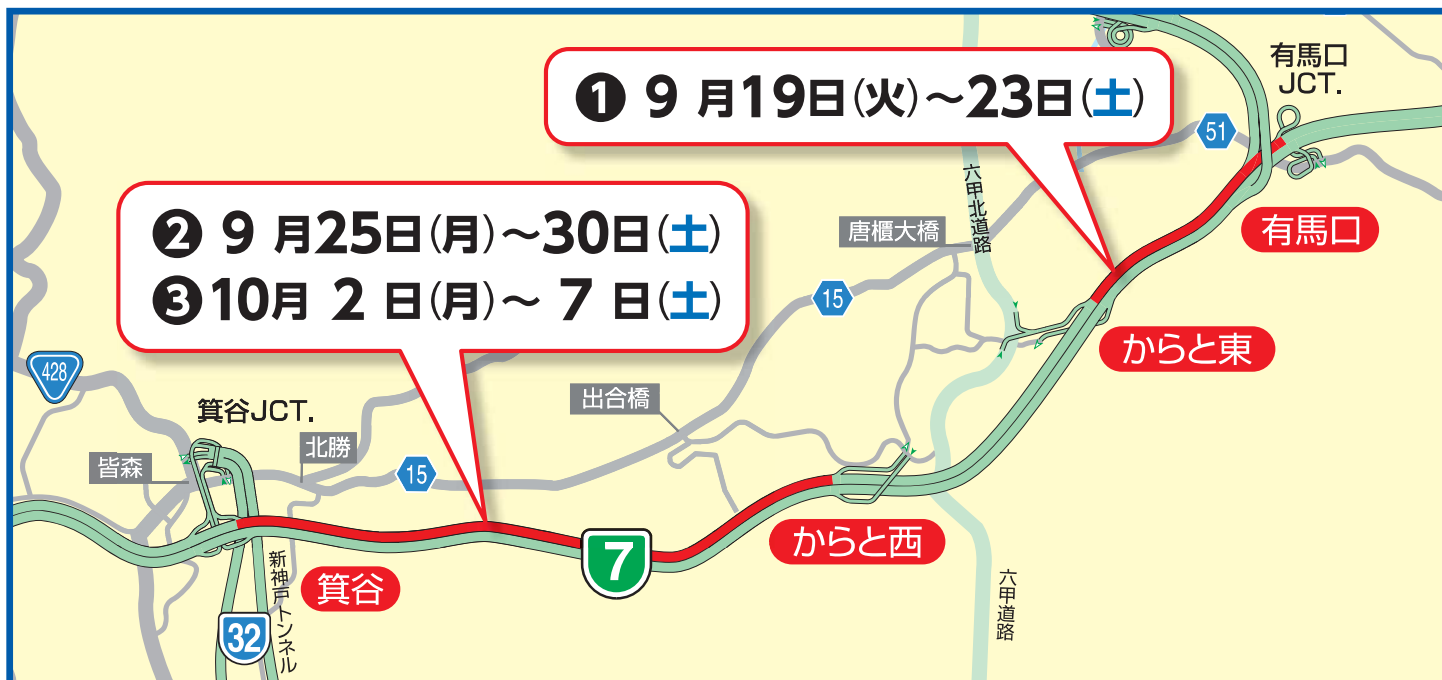 ❶ 9 月19日(火)～23日(土)
❷ 9 月25日(月)～30日(土)
❸10月 2 日(月)～ 7 日(土)
有馬口
JCT.
51
有馬口
六甲北道路
唐櫃大橋
15
からと東
428
箕谷JCT.
出合橋
北勝
皆森
15
からと西
7
箕谷
新神戸トンネル
32
六甲道路